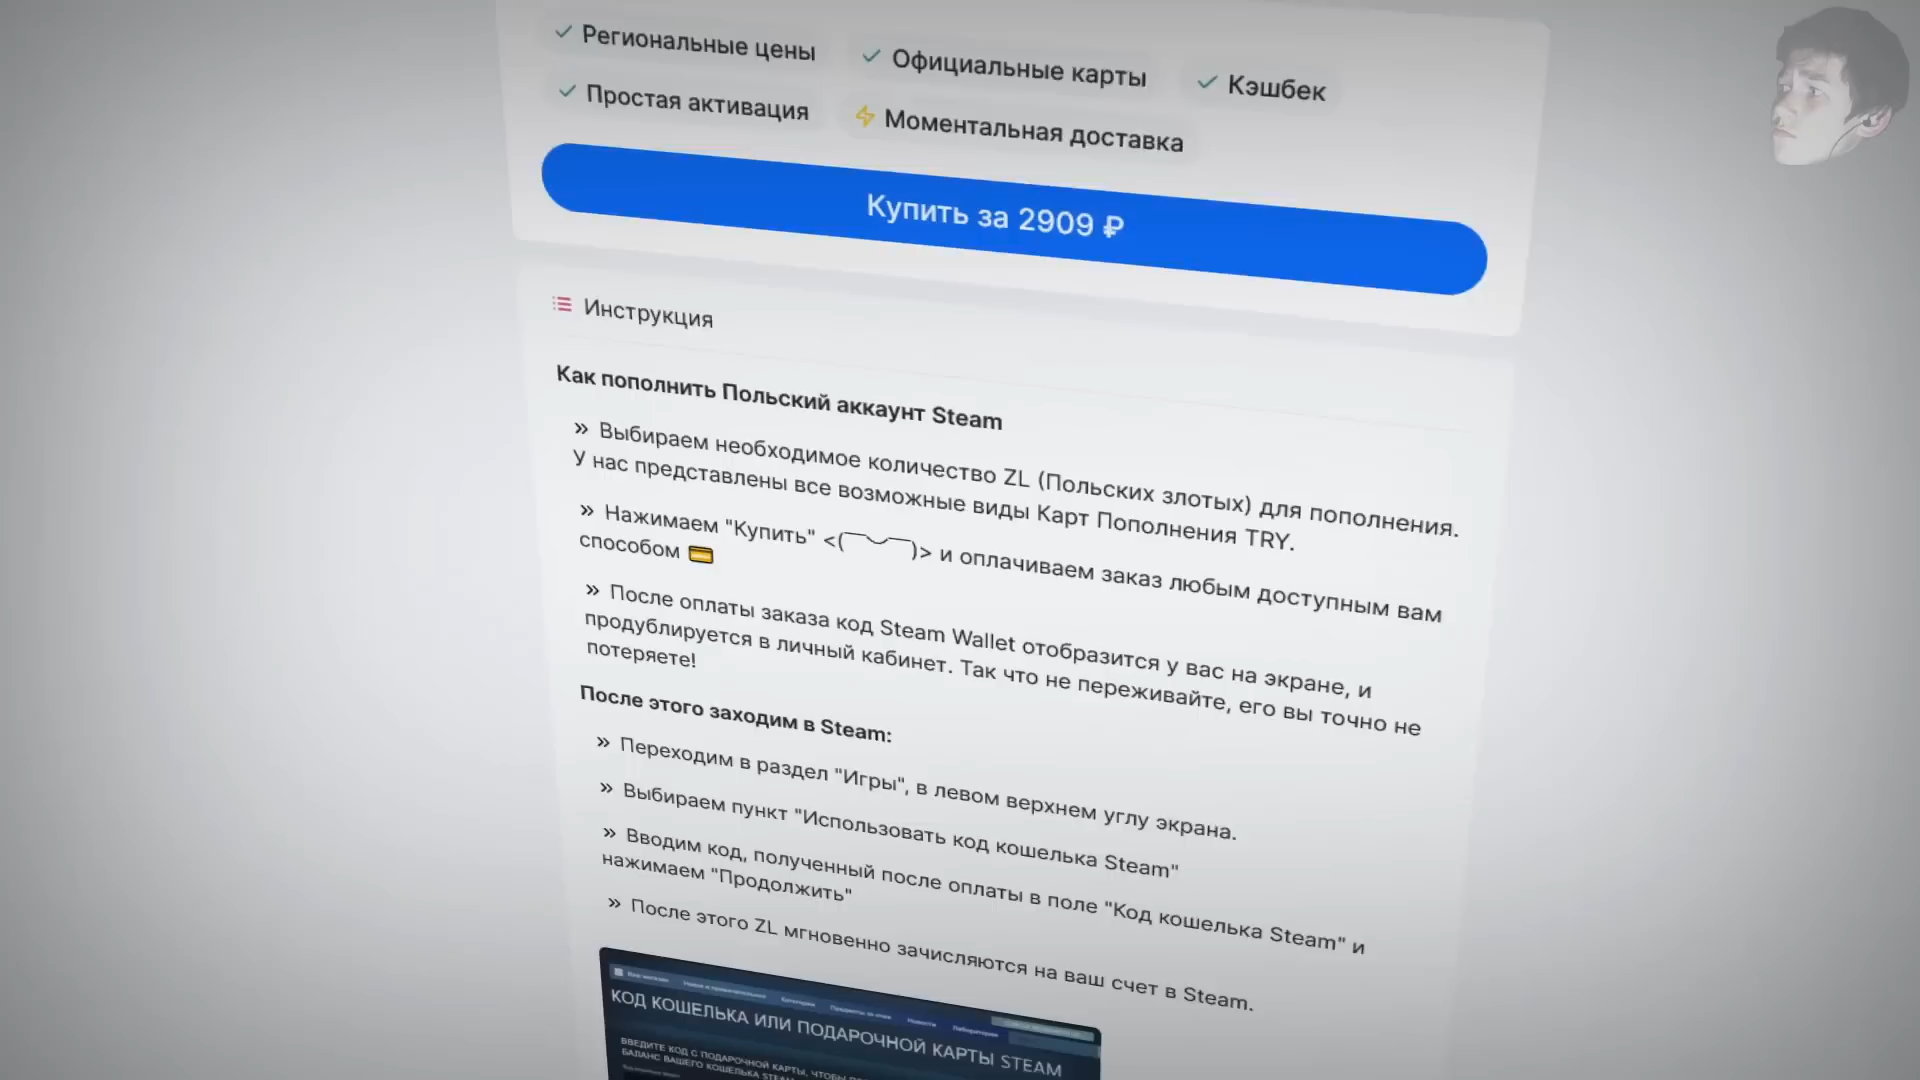 Региональные цены
Официальные карты
Кэшбек
Простая активация
Моментальная доставка
Купить за 2909 ₽
Инструкция
Как пополнить Польский аккаунт Steam
» Выбираем необходимое количество ZL (Польских злотых) для пополнения.
У нас представлены все возможные виды Карт Пополнения TRY.
» Нажимаем "Купить" <(￣︶￣)> и оплачиваем заказ любым доступным вам
способом 💳
» После оплаты заказа код Steam Wallet отобразится у вас на экране, и
продублируется в личный кабинет. Так что не переживайте, его вы точно не
потеряете!
После этого заходим в Steam:
» Переходим в раздел "Игры", в левом верхнем углу экрана.
» Выбираем пункт "Использовать код кошелька Steam"
» Вводим код, полученный после оплаты в поле "Код кошелька Steam" и
нажимаем "Продолжить"
» После этого ZL мгновенно зачисляются на ваш счет в Steam.
КОД КОШЕЛЬКА ИЛИ ПОДАРОЧНОЙ КАРТЫ STEAM
ВВЕДИТЕ КОД С ПОДАРОЧНОЙ КАРТЫ, ЧТОБЫ
БАЛАНС ВАШЕГО КОШЕЛЬКА STEAM